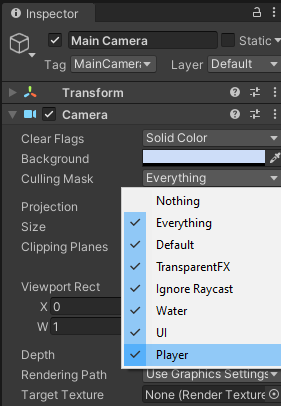 Inspector
Main Camera Static
Tag MainCamera Layer Default
Transform
Camera
Clear Flags Solid Color
Background
Culling Mask Everything
Nothing
Projection Everything
Size Default
Clipping Planes TransparentFX
Viewport Rect Ignore Raycast
X 0 Water
W 1 UI
Depth Player
Rendering Path Use Graphics Settings
Target Texture None (Render Texture